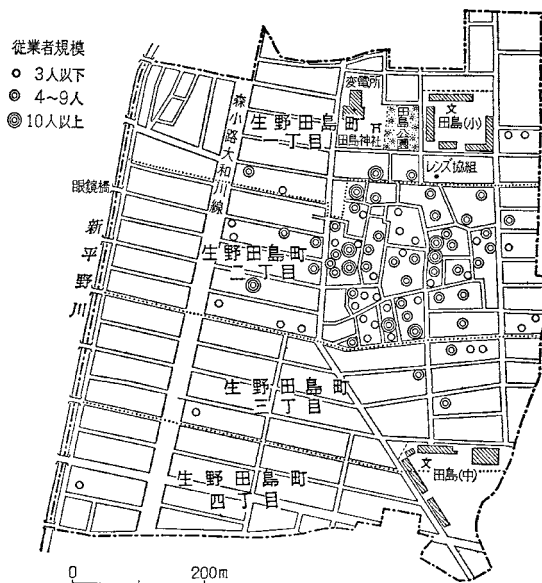 従業者規模
3人以下
4~9人
10人以上
変電所
文
田島(小)
田島公園
田島神社
生野田島町
一丁目
森小路大和川線
レンズ協組
眼鏡橋
新平野川
生野田島町
二丁目
生野田島町
三丁目
文
田島(中)
生野田島町
四丁目
0 200m